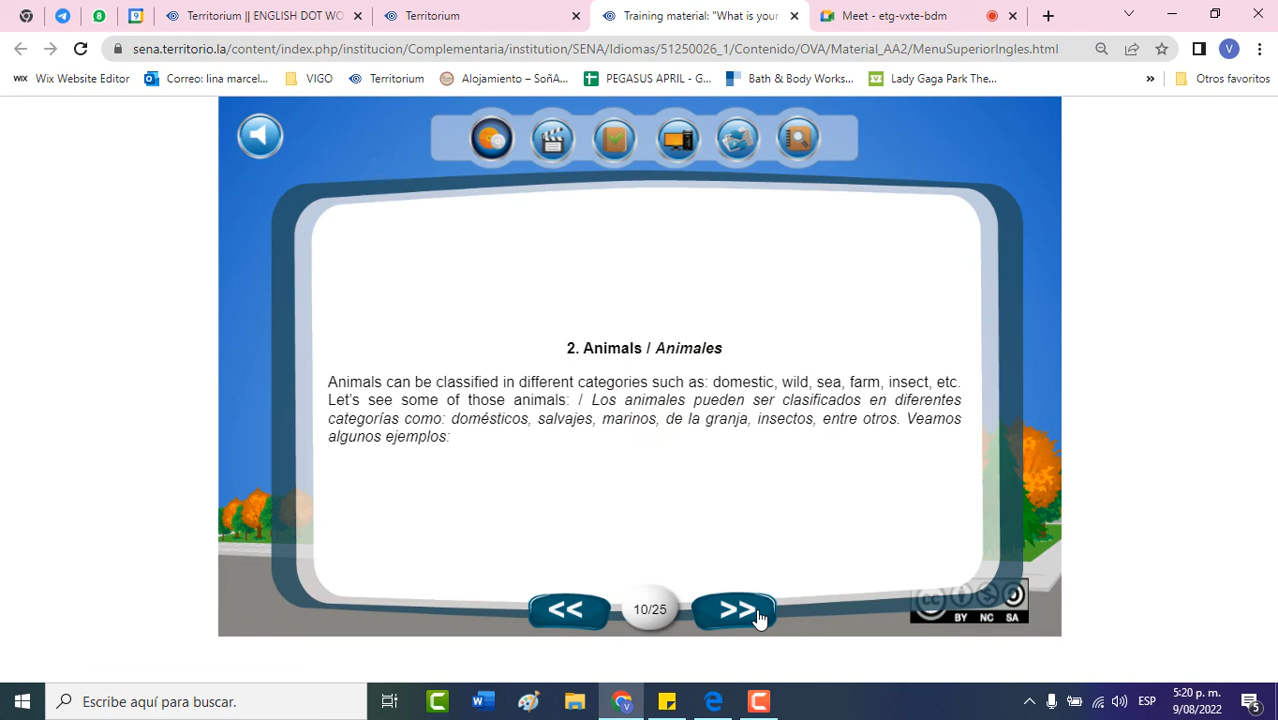 Territorium || ENGLISH DOT WO
Territorium
Training material: "What is your
Meet - etg-vxte-bdm
sena.territorio.la/content/index.php/institucion/Complementaria/institution/SENA/Idiomas/51250026_1/Contenido/OVA/Material_AA2/MenuSuperiorIngles.html
V
WIX Wix Website Editor
Correo: lina marcel...
VIGO
Territorium
Alojamiento – SoñA...
PEGASUS APRIL - G...
Bath & Body Works...
Lady Gaga Park The...
»
Otros favoritos
2. Animals / Animales
Animals can be classified in different categories such as: domestic, wild, sea, farm, insect, etc.
Let's see some of those animals: / Los animales pueden ser clasificados en diferentes
categorías como: domésticos, salvajes, marinos, de la granja, insectos, entre otros. Veamos
algunos ejemplos:
<< 10/25 >>
cc
BY NC SA
Escribe aquí para buscar.
ESP
5:20 p. m.
9/08/2022
5